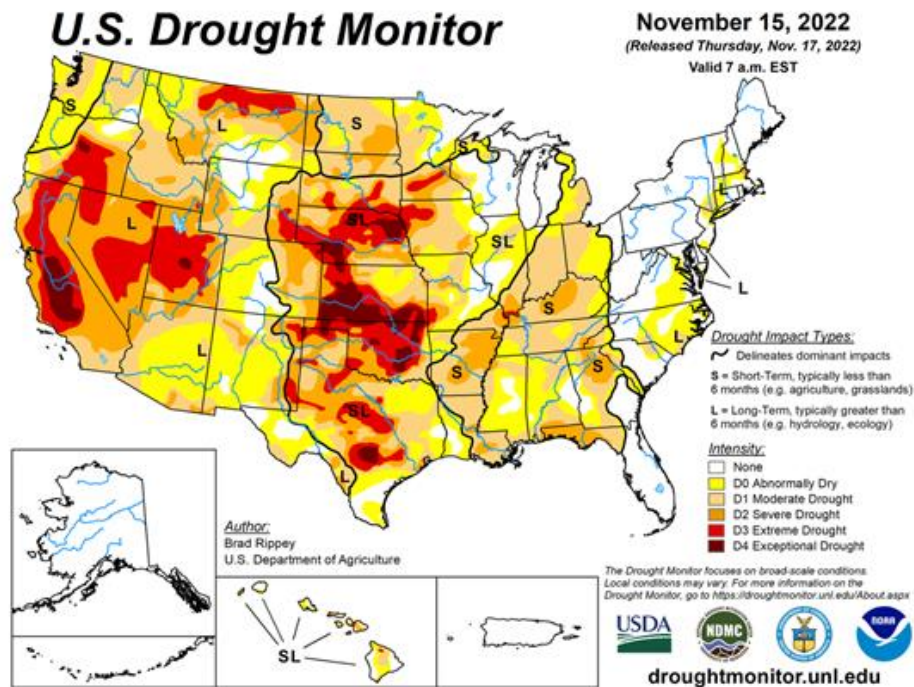 U.S. Drought Monitor
November 15, 2022
(Released Thursday, Nov. 17, 2022)
Valid 7 a.m. EST
S
L
S
S
L
SL
SL
L
S
L
L
L
S
S
SL
L
Drought Impact Types:
Delineates dominant impacts
S = Short-Term, typically less than
6 months (e.g. agriculture, grasslands)
L = Long-Term, typically greater than
6 months (e.g. hydrology, ecology)
Intensity:
None
D0 Abnormally Dry
D1 Moderate Drought
D2 Severe Drought
D3 Extreme Drought
D4 Exceptional Drought
Author:
Brad Rippey
U.S. Department of Agriculture
SL
The Drought Monitor focuses on broad-scale conditions.
Local conditions may vary. For more information on the
Drought Monitor, go to https://droughtmonitor.unl.edu/About.aspx
USDA
NDMC
NOAA
droughtmonitor.unl.edu